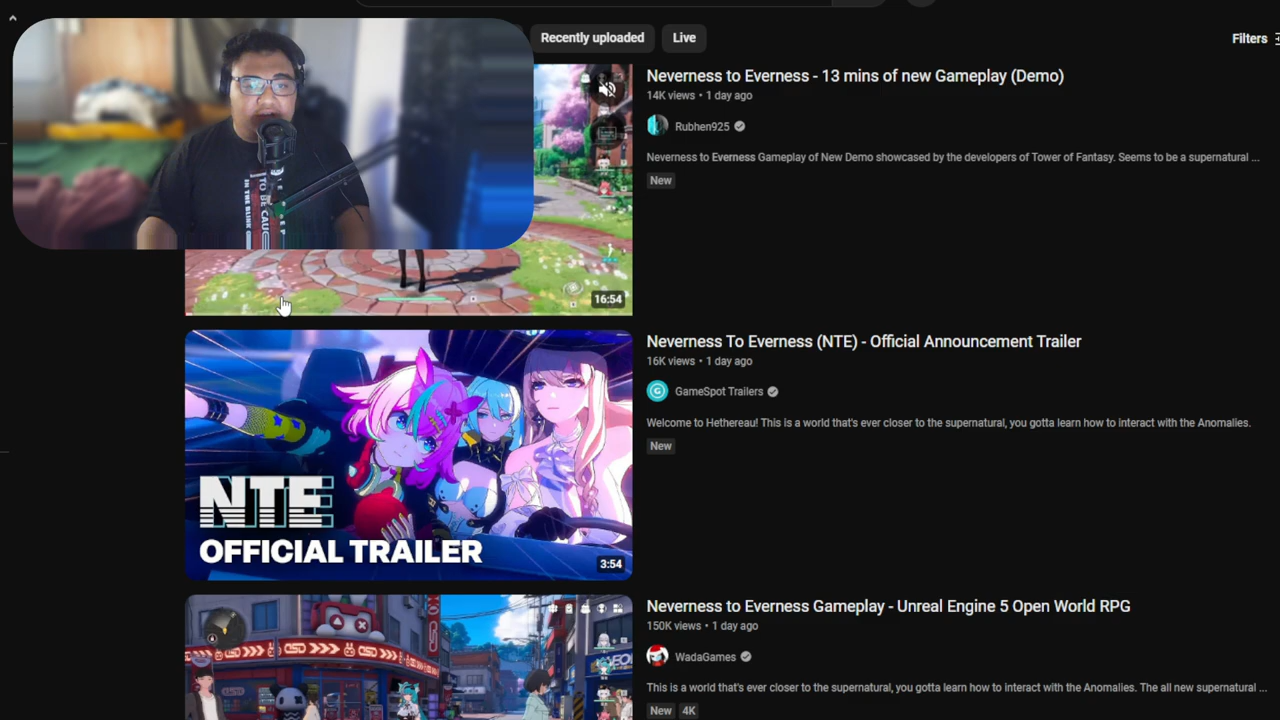 Recently uploaded
Live
Filters
Neverness to Everness - 13 mins of new Gameplay (Demo)
14K views • 1 day ago
Rubhen925
Neverness to Everness Gameplay of New Demo showcased by the developers of Tower of Fantasy. Seems to be a supernatural ...
New
16:54
Neverness To Everness (NTE) - Official Announcement Trailer
16K views • 1 day ago
GameSpot Trailers
Welcome to Hethereau! This is a world that's ever closer to the supernatural, you gotta learn how to interact with the Anomalies.
New
NTE
OFFICIAL TRAILER
3:54
Neverness to Everness Gameplay - Unreal Engine 5 Open World RPG
150K views • 1 day ago
WadaGames
This is a world that's ever closer to the supernatural, you gotta learn how to interact with the Anomalies. The all new supernatural ...
New
4K
TO BE CAUE
IN THE BLINK